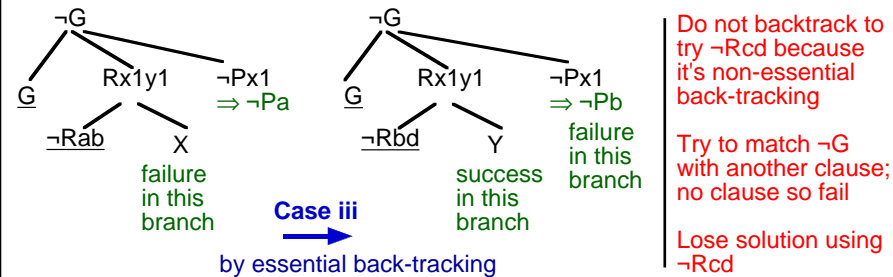 ¬G
G
Rx1y1
¬Px1
⇒ ¬Pa
¬Rab
X
failure
in this
branch
Case iii
by essential back-tracking
¬G
G
Rx1y1
¬Px1
⇒ ¬Pb
failure
in this
branch
¬Rbd
Y
success
in this
branch
Do not backtrack to
try ¬Rcd because
it's non-essential
back-tracking
Try to match ¬G
with another clause;
no clause so fail
Lose solution using
¬Rcd